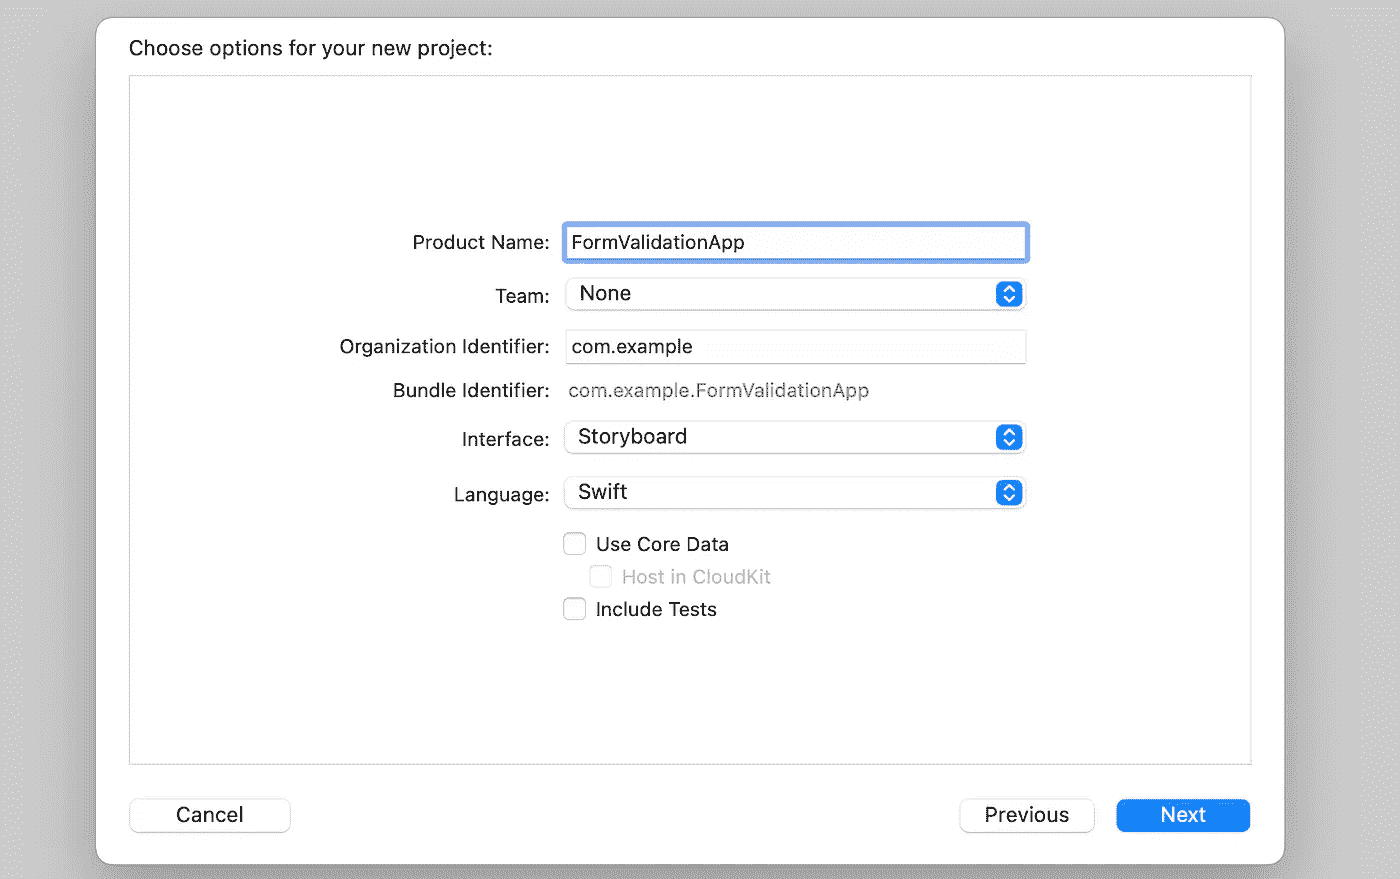 Choose options for your new project:
Product Name: FormValidationApp
Team: None
Organization Identifier: com.example
Bundle Identifier: com.example.FormValidationApp
Interface: Storyboard
Language: Swift
Use Core Data
Host in CloudKit
Include Tests
Cancel Previous Next